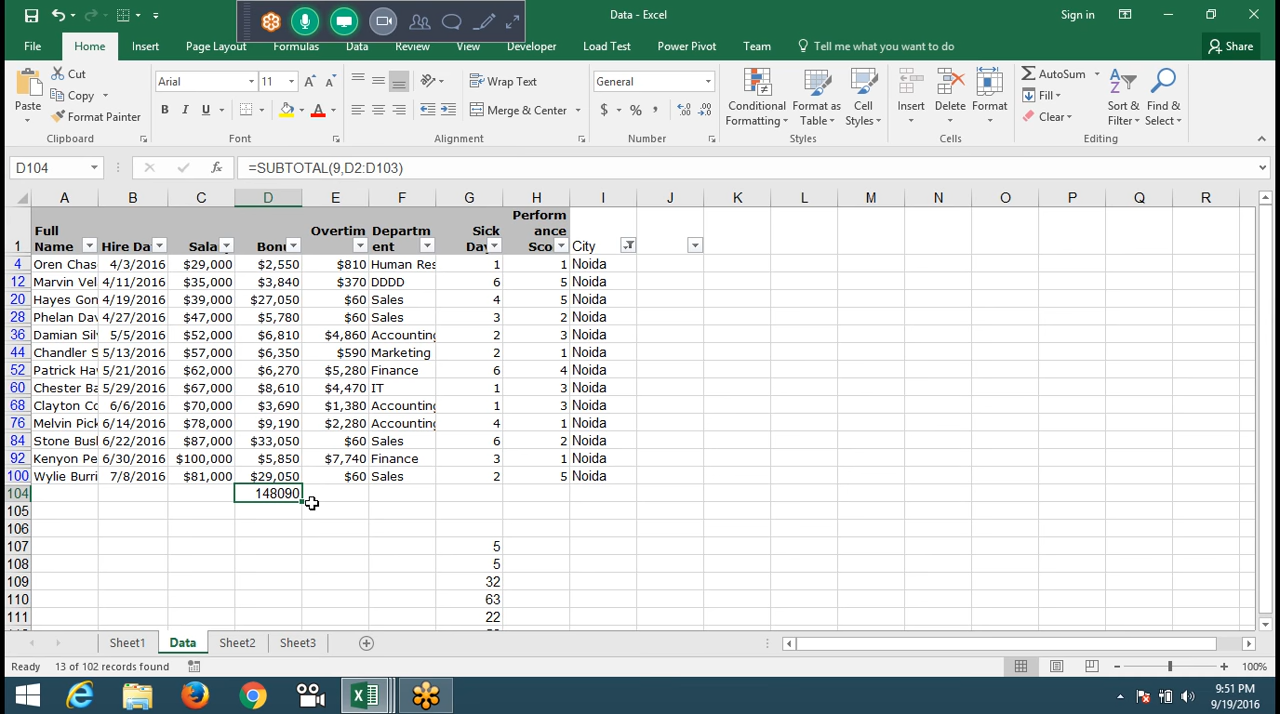 Data - Excel
Sign in
File Home Insert Page Layout Formulas Data Review View Developer Load Test Power Pivot Team Tell me what you want to do Share
Paste
Cut
Copy
Format Painter
Clipboard
Arial 11
B I U
Font
Wrap Text
Merge & Center
Alignment
General
$ % ,
Number
Conditional Formatting
Format as Table
Cell Styles
Styles
Insert Delete Format
Cells
AutoSum
Fill
Clear
Sort & Filter
Find & Select
Editing
D104 fx =SUBTOTAL(9,D2:D103)
A B C D E F G H I J K L M N O P Q R
1 Full Name Hire Da Sala Bon Overtim Departm ent Sick Day Perform ance Sco City
4 Oren Chas 4/3/2016 $29,000 $2,550 $810 Human Res 1 1 Noida
12 Marvin Vel 4/11/2016 $35,000 $3,840 $370 DDDD 6 5 Noida
20 Hayes Gon 4/19/2016 $39,000 $27,050 $60 Sales 4 5 Noida
28 Phelan Dav 4/27/2016 $47,000 $5,780 $60 Sales 3 2 Noida
36 Damian Silv 5/5/2016 $52,000 $6,810 $4,860 Accounting 2 3 Noida
44 Chandler S 5/13/2016 $57,000 $6,350 $590 Marketing 2 1 Noida
52 Patrick Hay 5/21/2016 $62,000 $6,270 $5,280 Finance 6 4 Noida
60 Chester Ba 5/29/2016 $67,000 $8,610 $4,470 IT 1 3 Noida
68 Clayton Co 6/6/2016 $70,000 $3,690 $1,380 Accounting 1 3 Noida
76 Melvin Pick 6/14/2016 $78,000 $9,190 $2,280 Accounting 4 1 Noida
84 Stone Bush 6/22/2016 $87,000 $33,050 $60 Sales 6 2 Noida
92 Kenyon Pe 6/30/2016 $100,000 $5,850 $7,740 Finance 3 1 Noida
100 Wylie Burri 7/8/2016 $81,000 $29,050 $60 Sales 2 5 Noida
104 148090
105
106
107 5
108 5
109 32
110 63
111 22
Sheet1 Data Sheet2 Sheet3
Ready 13 of 102 records found 100%
9:51 PM
9/19/2016